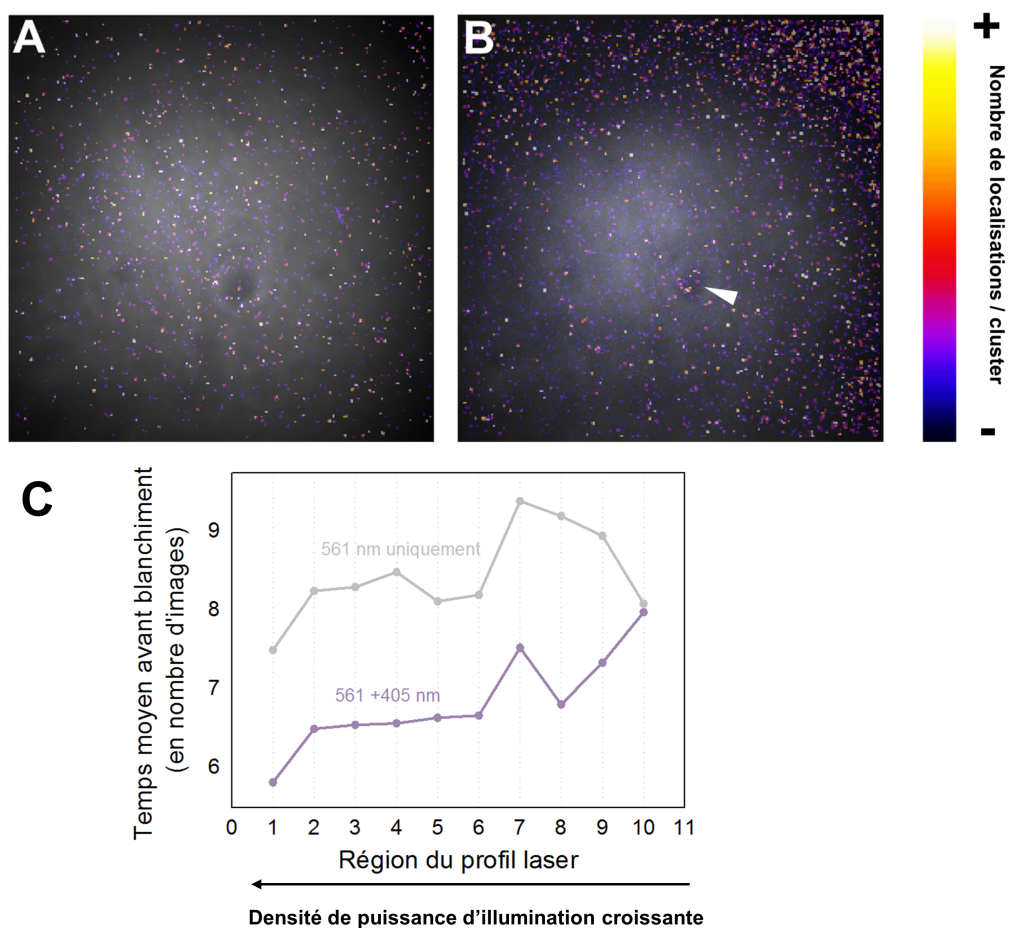 A
B
+
Nombre de localisations / cluster
-
C
Temps moyen avant blanchiment
(en nombre d'images)
9
8
7
6
561 nm uniquement
561 +405 nm
0 1 2 3 4 5 6 7 8 9 10 11
Région du profil laser
Densité de puissance d'illumination croissante